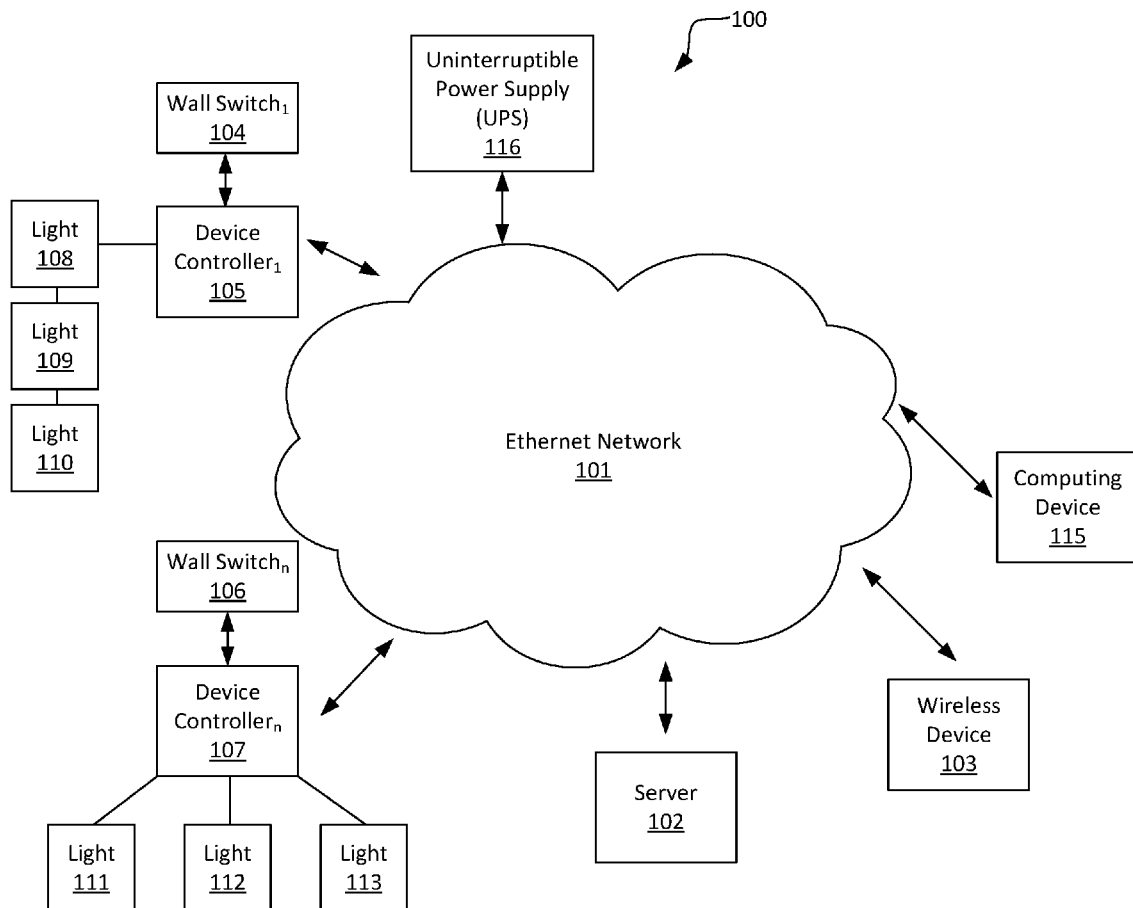 100
Uninterruptible
Power Supply
(UPS)
116
Wall Switch₁
104
Device
Controller₁
105
Light
108
Light
109
Light
110
Ethernet Network
101
Computing
Device
115
Wall Switchₙ
106
Device
Controllerₙ
107
Wireless
Device
103
Server
102
Light
111
Light
112
Light
113